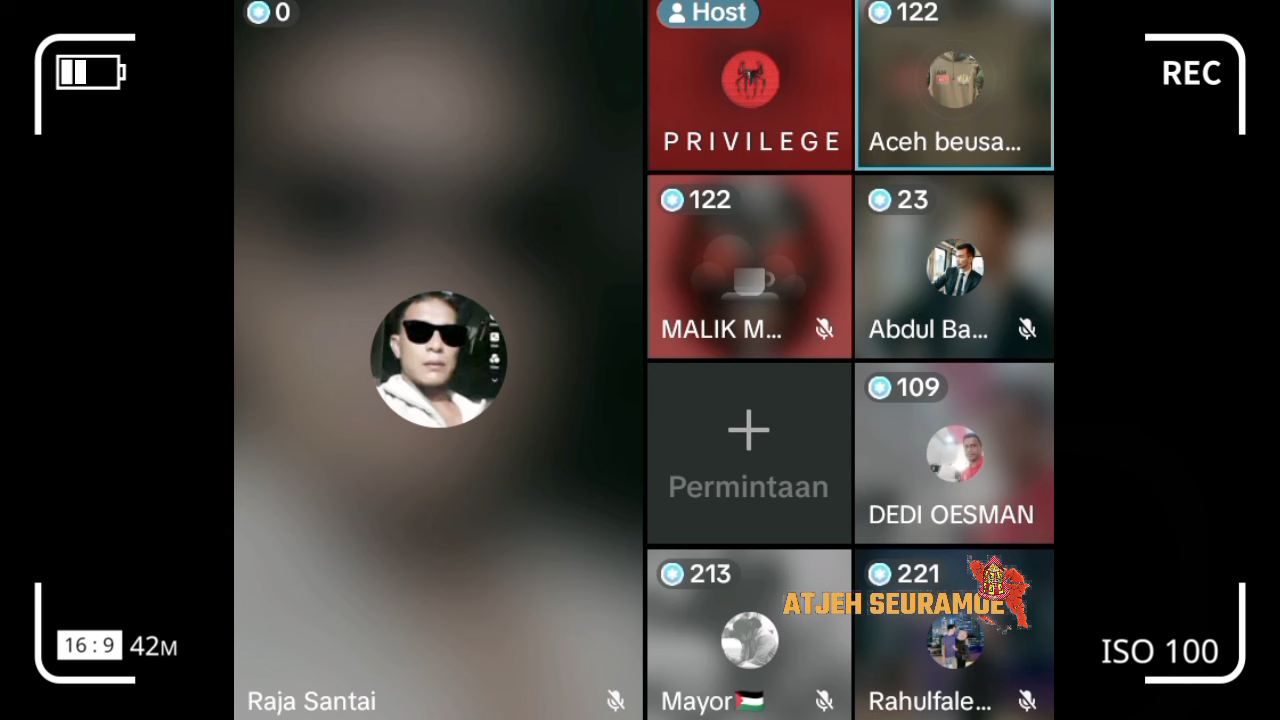 0
Host
122
REC
PRIVILEGE
Aceh beusa...
122
23
MALIK M...
Abdul Ba...
109
Permintaan
DEDI OESMAN
213
221
ATJEH SEURAMOE
16:9
42M
ISO 100
Raja Santai
Mayor🇵🇸
Rahulfale...